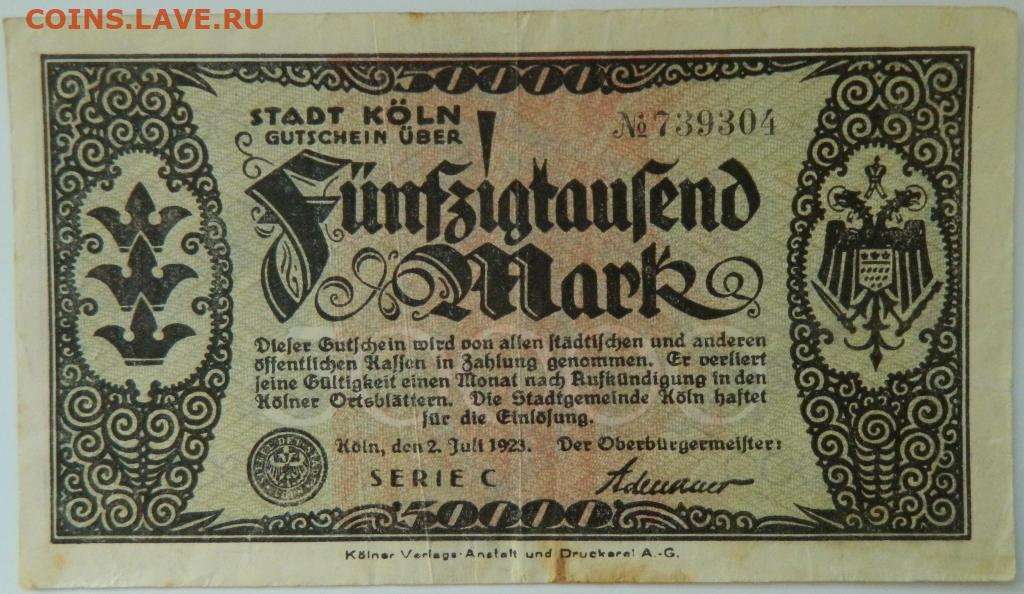 COINS.LAVE.RU
50000
STADT KÖLN
GUTSCHEIN ÜBER
№ 739304
Fünfzigtausend
Mark
Dieser Gutschein wird von allen städtischen und anderen
öffentlichen Kassen in Zahlung genommen. Er verliert
seine Gültigkeit einen Monat nach Aufkündigung in den
Kölner Ortsblättern. Die Stadtgemeinde Köln haftet
für die Einlösung.
Köln, den 2. Juli 1923. Der Oberbürgermeister:
SERIE C
Adenauer
50000
Kölner Verlags-Anstalt und Druckerei A.-G.